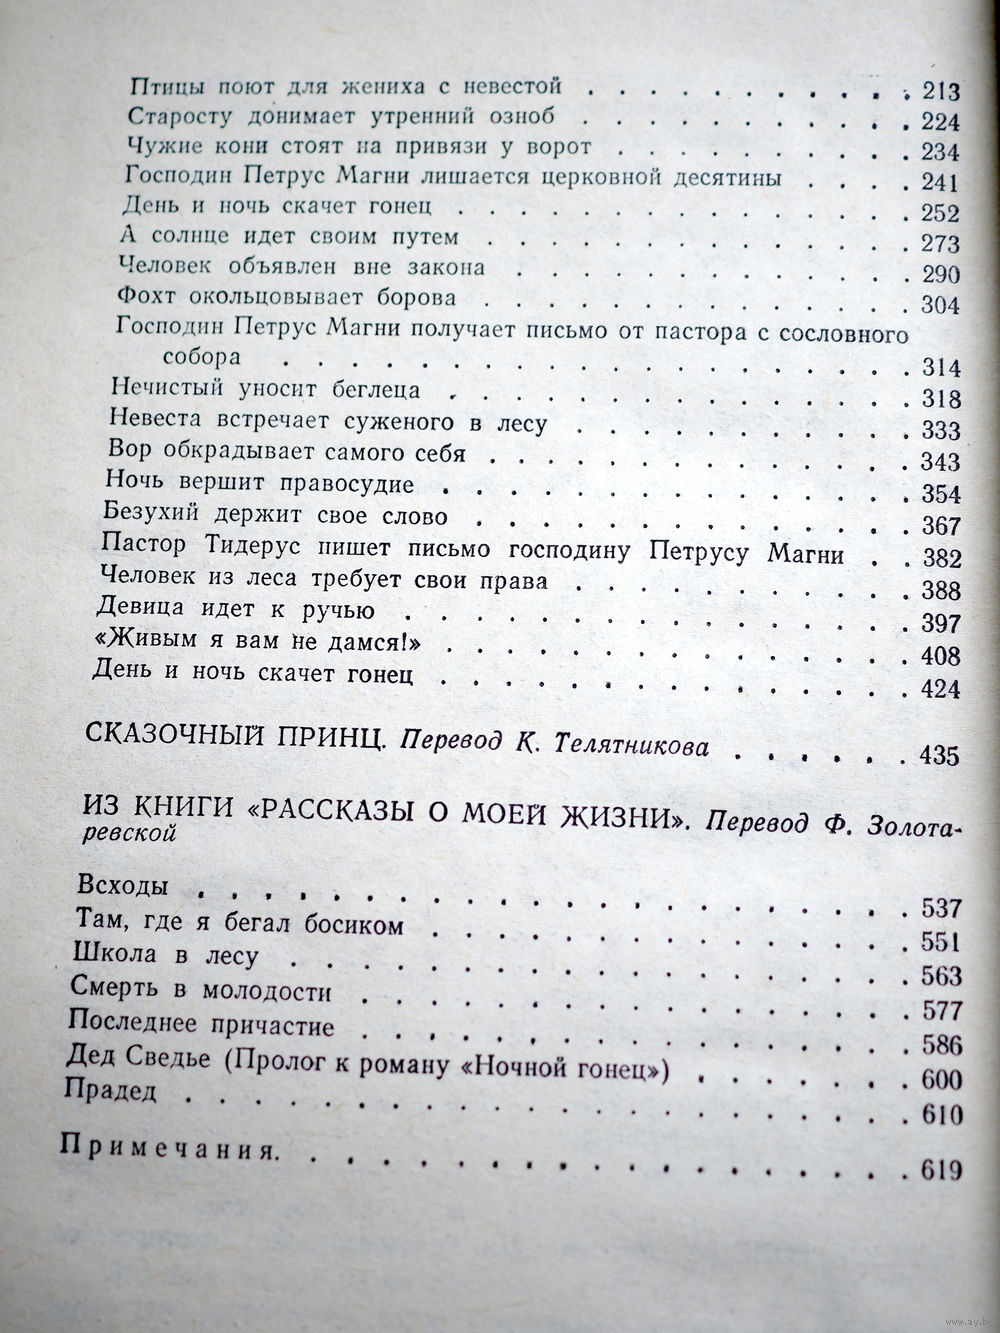 Птицы поют для жениха с невестой . . . . . . . . . . . 213
Старосту донимает утренний озноб . . . . . . . . . . . 224
Чужие кони стоят на привязи у ворот . . . . . . . . . . 234
Господин Петрус Магни лишается церковной десятины . . . . 241
День и ночь скачет гонец . . . . . . . . . . . . . . . 252
А солнце идет своим путем . . . . . . . . . . . . . . 273
Человек объявлен вне закона . . . . . . . . . . . . . 290
Фохт окольцовывает борова . . . . . . . . . . . . . . 304
Господин Петрус Магни получает письмо от пастора с сословного
собора . . . . . . . . . . . . . . . . . . . . 314
Нечистый уносит беглеца . . . . . . . . . . . . . . . 318
Невеста встречает суженого в лесу . . . . . . . . . . . 333
Вор обкрадывает самого себя . . . . . . . . . . . . . 343
Ночь вершит правосудие . . . . . . . . . . . . . . . 354
Безухий держит свое слово . . . . . . . . . . . . . . 367
Пастор Тидерус пишет письмо господину Петрусу Магни . . 382
Человек из леса требует свои права . . . . . . . . . . . 388
Девица идет к ручью . . . . . . . . . . . . . . . . 397
«Живым я вам не дамся!» . . . . . . . . . . . . . . . 408
День и ночь скачет гонец . . . . . . . . . . . . . . . 424
СКАЗОЧНЫЙ ПРИНЦ. Перевод К. Телятникова . . . . . . 435
ИЗ КНИГИ «РАССКАЗЫ О МОЕЙ ЖИЗНИ». Перевод Ф. Золота-
ревской
Всходы . . . . . . . . . . . . . . . . . . . . . . 537
Там, где я бегал босиком . . . . . . . . . . . . . . . 551
Школа в лесу . . . . . . . . . . . . . . . . . . . 563
Смерть в молодости . . . . . . . . . . . . . . . . . 577
Последнее причастие . . . . . . . . . . . . . . . . . 586
Дед Сведье (Пролог к роману «Ночной гонец») . . . . . . . 600
Прадед . . . . . . . . . . . . . . . . . . . . . . 610
Примечания. . . . . . . . . . . . . . . . . . 619
www.ay.by